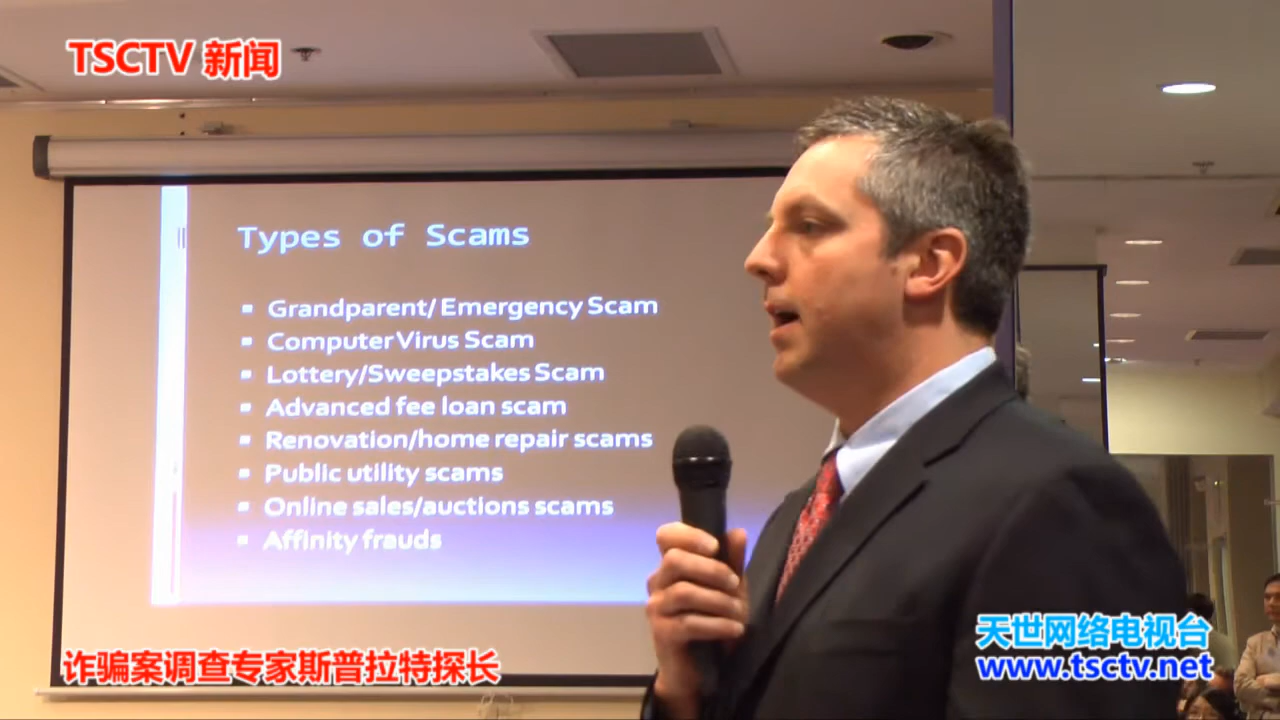 TSCTV 新闻
Types of Scams
Grandparent/ Emergency Scam
Computer Virus Scam
Lottery/Sweepstakes Scam
Advanced fee loan scam
Renovation/home repair scams
Public utility scams
Online sales/auctions scams
Affinity frauds
诈骗案调查专家斯普拉特探长
天世网络电视台
www.tsctv.net